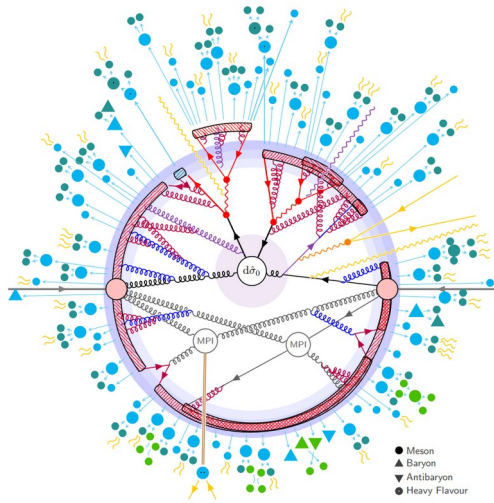 dσ̂₀
MPI
MPI
Meson
Baryon
Antibaryon
Heavy Flavour